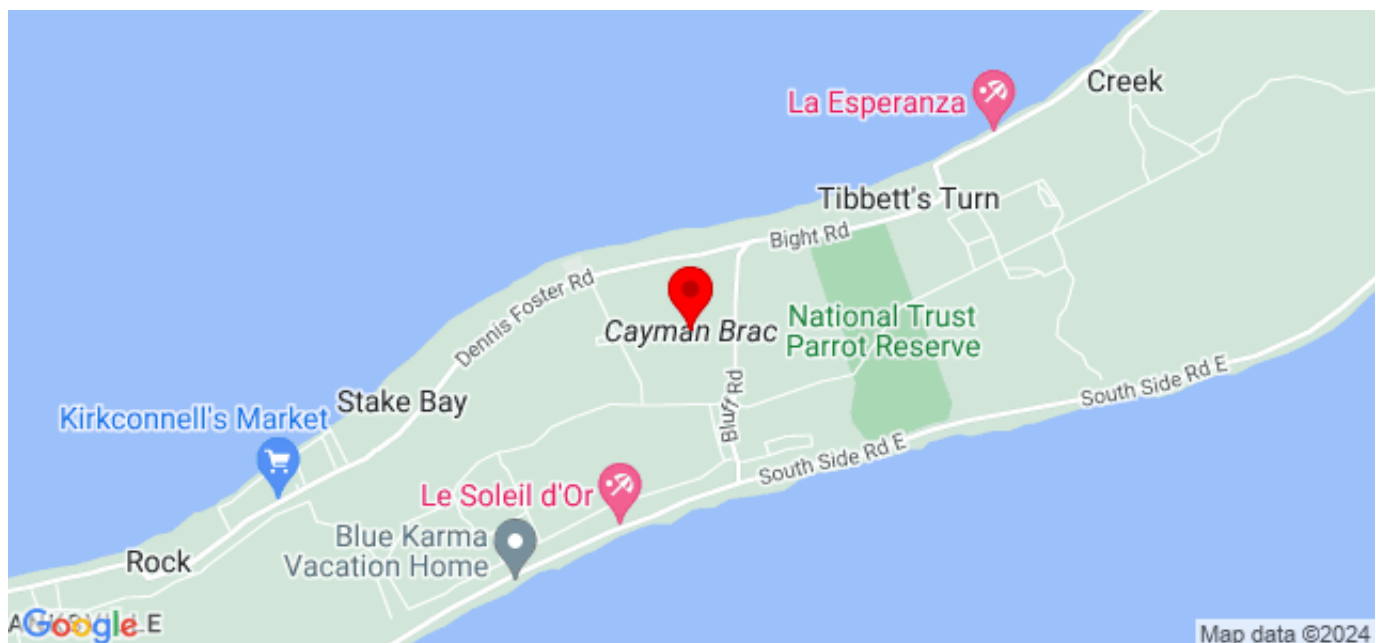 Creek
La Esperanza
Tibbett's Turn
Bight Rd
Dennis Foster Rd
Cayman Brac
National Trust
Parrot Reserve
Bluff Rd
South Side Rd E
Stake Bay
Kirkconnell's Market
South Side Rd E
Le Soleil d'Or
Blue Karma
Vacation Home
Rock
Google
Map data ©2024